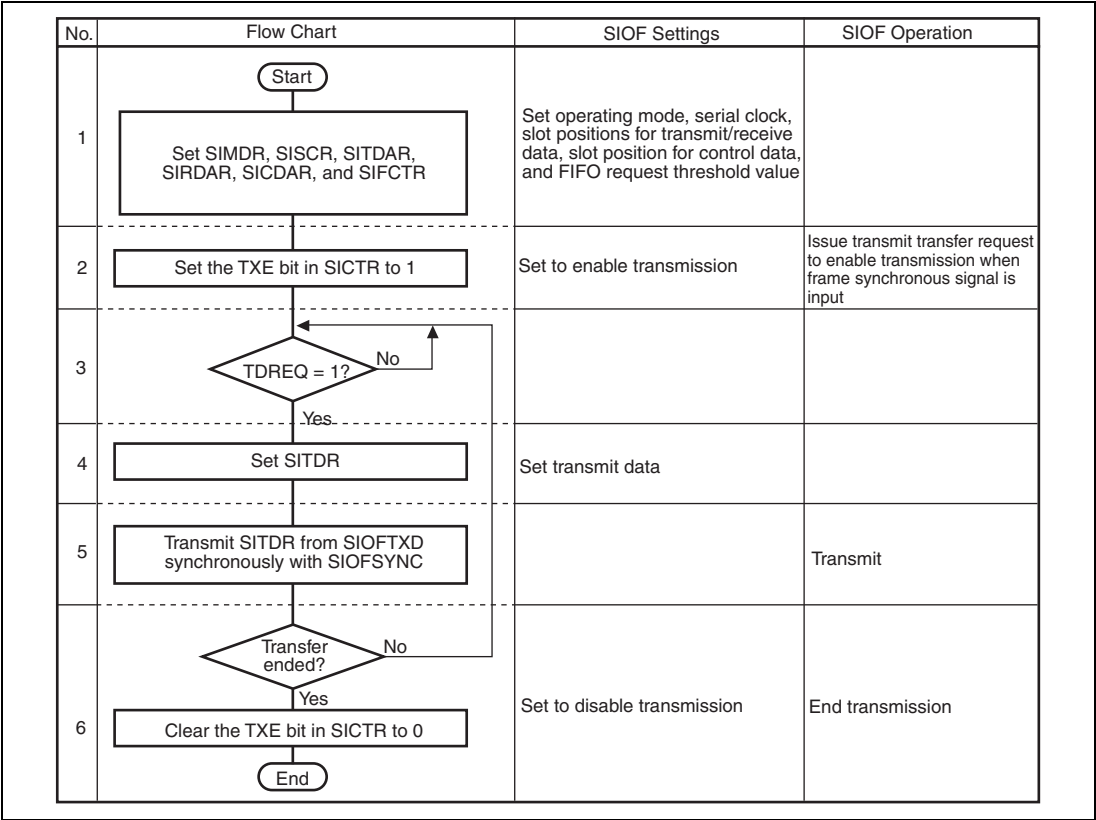 No.
Flow Chart
SIOF Settings
SIOF Operation
Start
1
Set SIMDR, SISCR, SITDAR,
SIRDAR, SICDAR, and SIFCTR
Set operating mode, serial clock,
slot positions for transmit/receive
data, slot position for control data,
and FIFO request threshold value
2
Set the TXE bit in SICTR to 1
Set to enable transmission
Issue transmit transfer request
to enable transmission when
frame synchronous signal is
input
3
TDREQ = 1?
No
Yes
4
Set SITDR
Set transmit data
5
Transmit SITDR from SIOFTXD
synchronously with SIOFSYNC
Transmit
Transfer
ended?
No
Yes
6
Clear the TXE bit in SICTR to 0
Set to disable transmission
End transmission
End